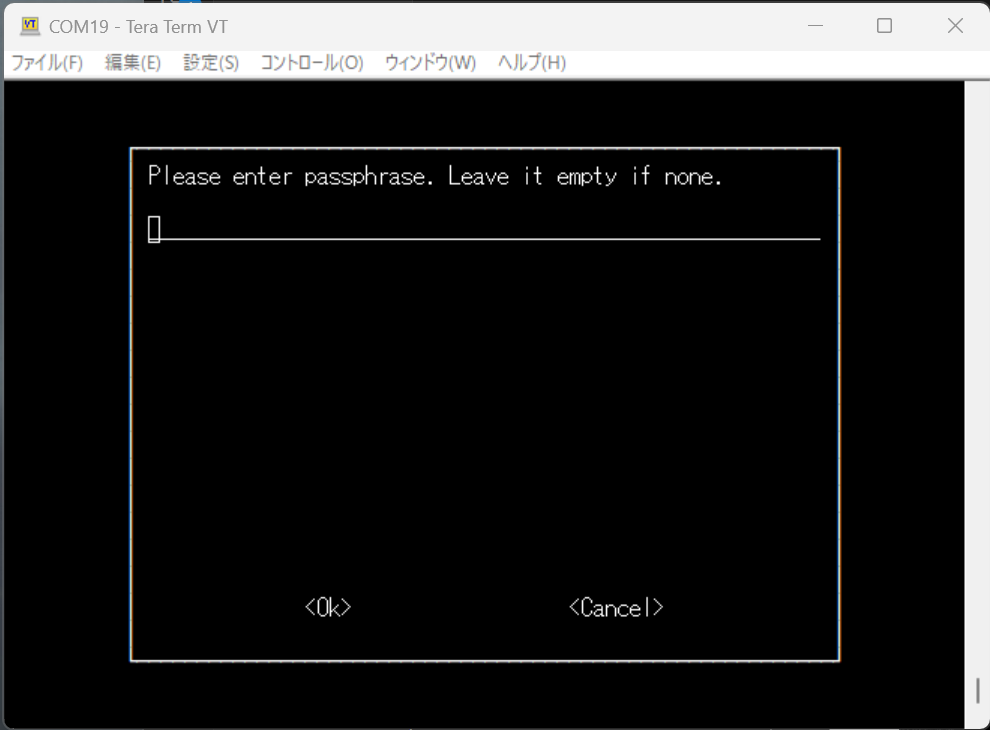 COM19 - Tera Term VT
ファイル(F) 編集(E) 設定(S) コントロール(O) ウィンドウ(W) ヘルプ(H)
Please enter passphrase. Leave it empty if none.
<Ok> <Cancel>